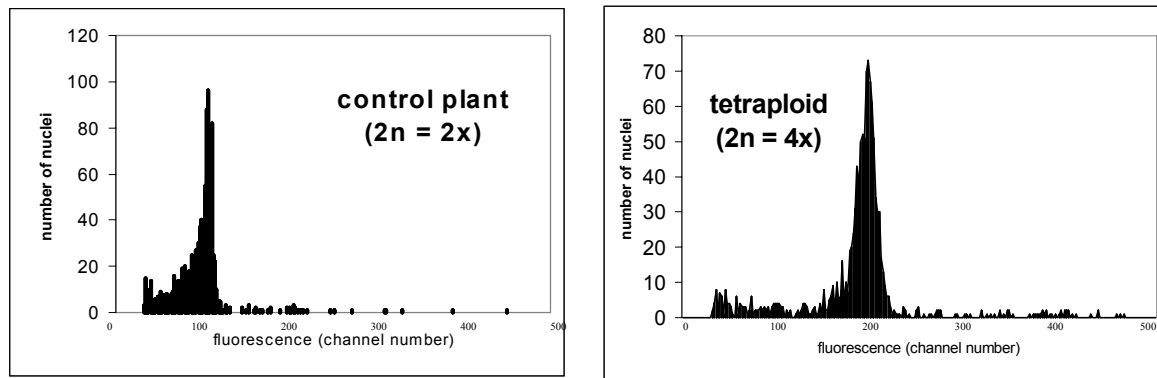 120
100
80
60
40
20
0
number of nuclei
control plant
(2n = 2x)
0 100 200 300 400 500
fluorescence (channel number)
80
70
60
50
40
30
20
10
0
number of nuclei
tetraploid
(2n = 4x)
0 100 200 300 400 500
fluorescence (channel number)